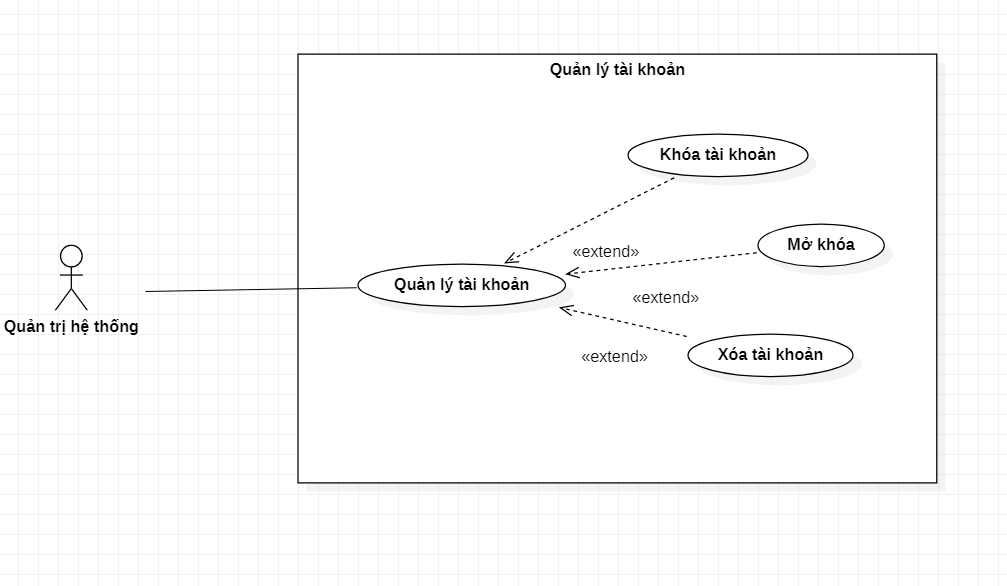 Quản lý tài khoản
Khóa tài khoản
Mở khóa
«extend»
Quản lý tài khoản
«extend»
Quản trị hệ thống
Xóa tài khoản
«extend»